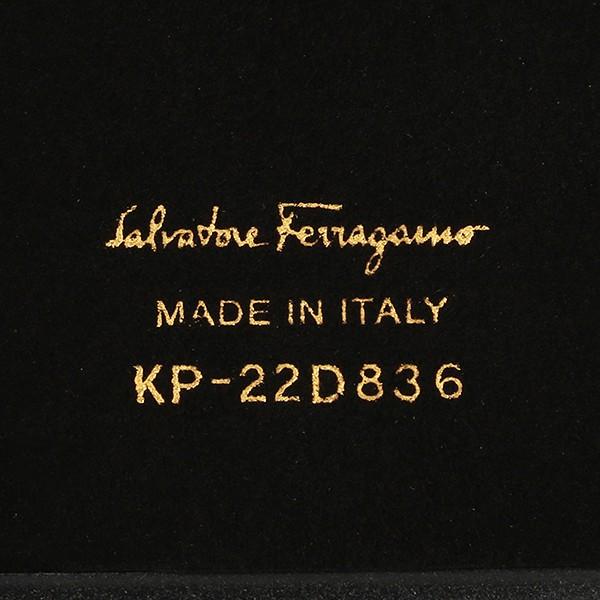 Salvatore Ferragamo
MADE IN ITALY
KP-22D836